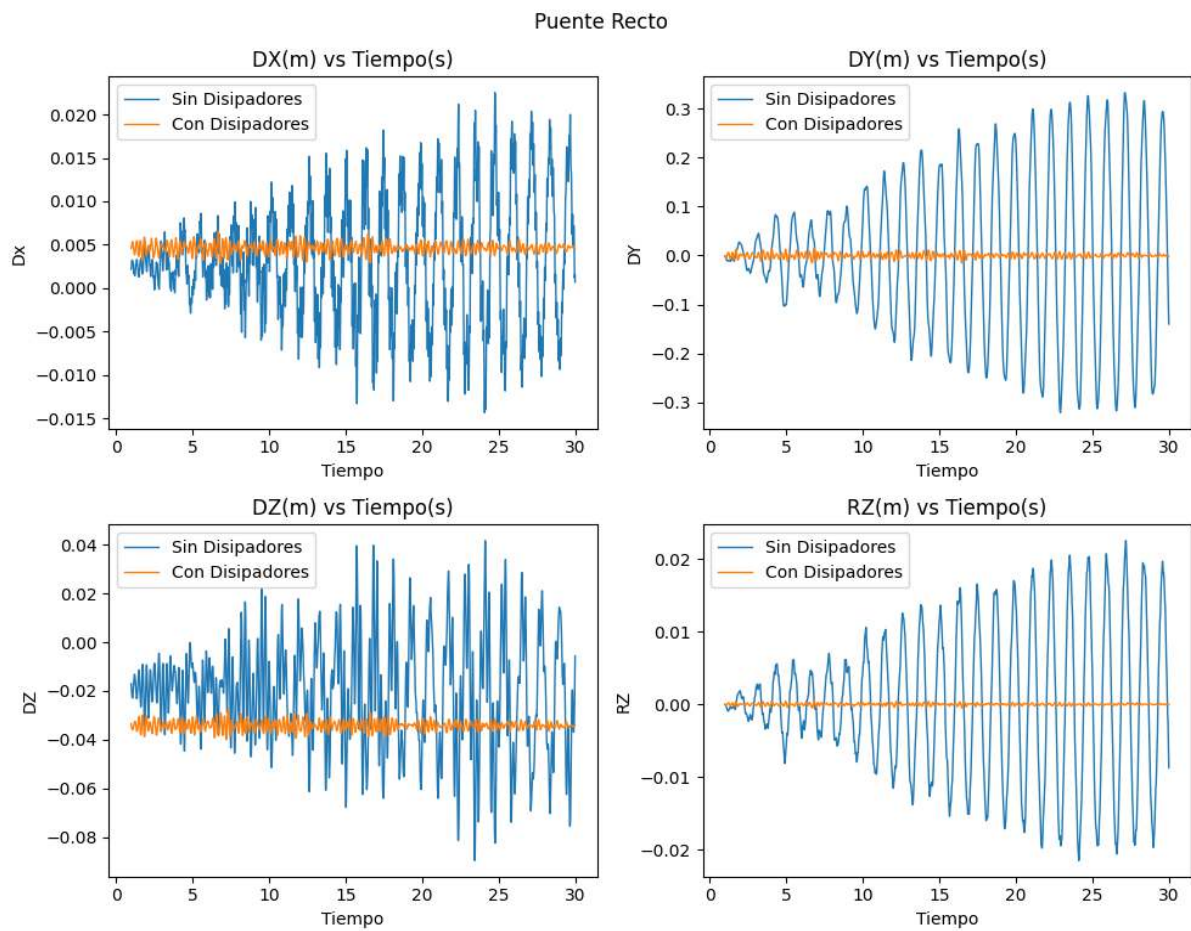 Puente Recto
DX(m) vs Tiempo(s)
Sin Disipadores
Con Disipadores
0.020
0.015
0.010
0.005
0.000
−0.005
−0.010
−0.015
Dx
0 5 10 15 20 25 30
Tiempo
DY(m) vs Tiempo(s)
Sin Disipadores
Con Disipadores
0.3
0.2
0.1
0.0
−0.1
−0.2
−0.3
DY
0 5 10 15 20 25 30
Tiempo
DZ(m) vs Tiempo(s)
Sin Disipadores
Con Disipadores
0.04
0.02
0.00
−0.02
−0.04
−0.06
−0.08
DZ
0 5 10 15 20 25 30
Tiempo
RZ(m) vs Tiempo(s)
Sin Disipadores
Con Disipadores
0.02
0.01
0.00
−0.01
−0.02
RZ
0 5 10 15 20 25 30
Tiempo